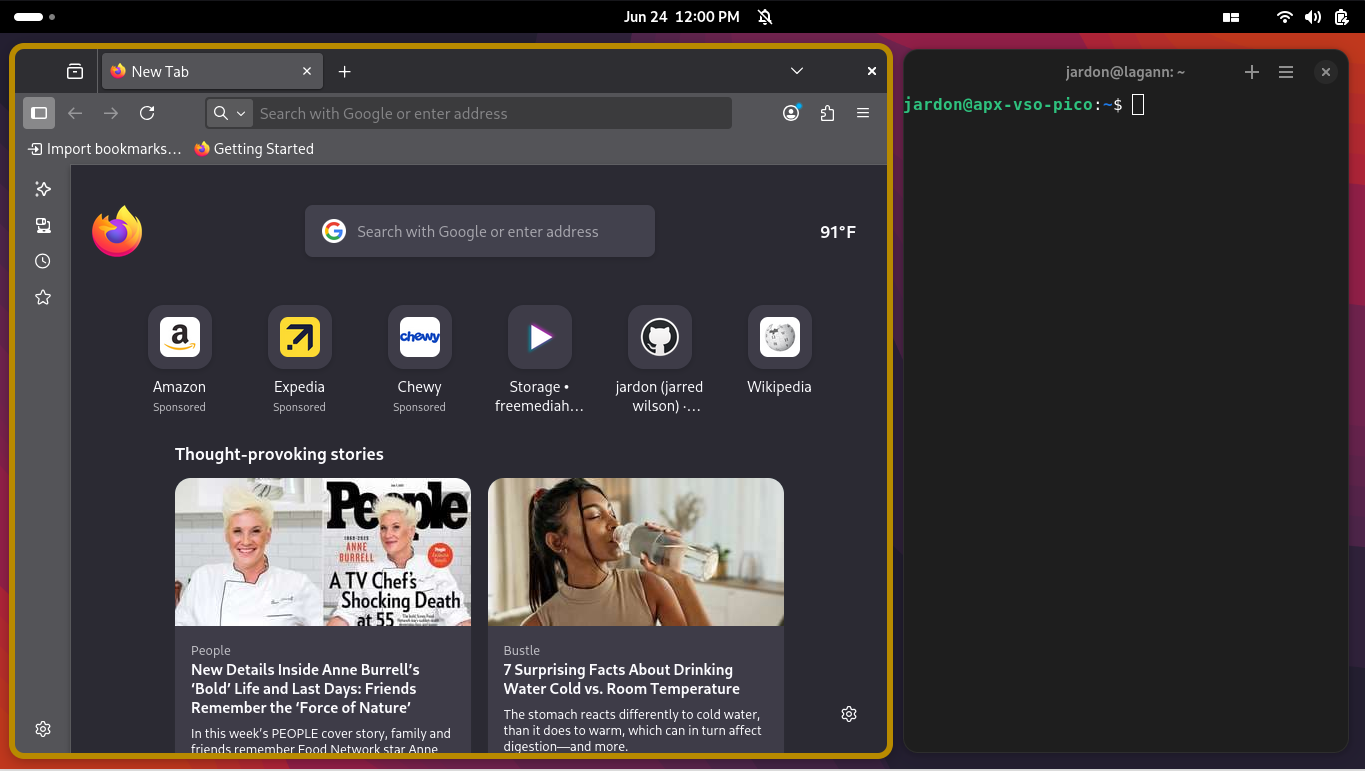 Jun 24 12:00 PM
New Tab
Search with Google or enter address
Import bookmarks…
Getting Started
Search with Google or enter address
91°F
a
chewy
Amazon
Sponsored
Expedia
Sponsored
Chewy
Sponsored
Storage •
freemediah…
jardon (jarred
wilson) ·…
Wikipedia
Thought-provoking stories
People
ANNE
BURRELL
A TV Chef's
Shocking Death
at 55
People
New Details Inside Anne Burrell’s
‘Bold’ Life and Last Days: Friends
Remember the ‘Force of Nature’
In this week’s PEOPLE cover story, family and
friends remember Food Network star Anne
Bustle
7 Surprising Facts About Drinking
Water Cold vs. Room Temperature
The stomach reacts differently to cold water,
than it does to warm, which can in turn affect
digestion—and more.
jardon@lagann: ~
jardon@apx-vso-pico:~$